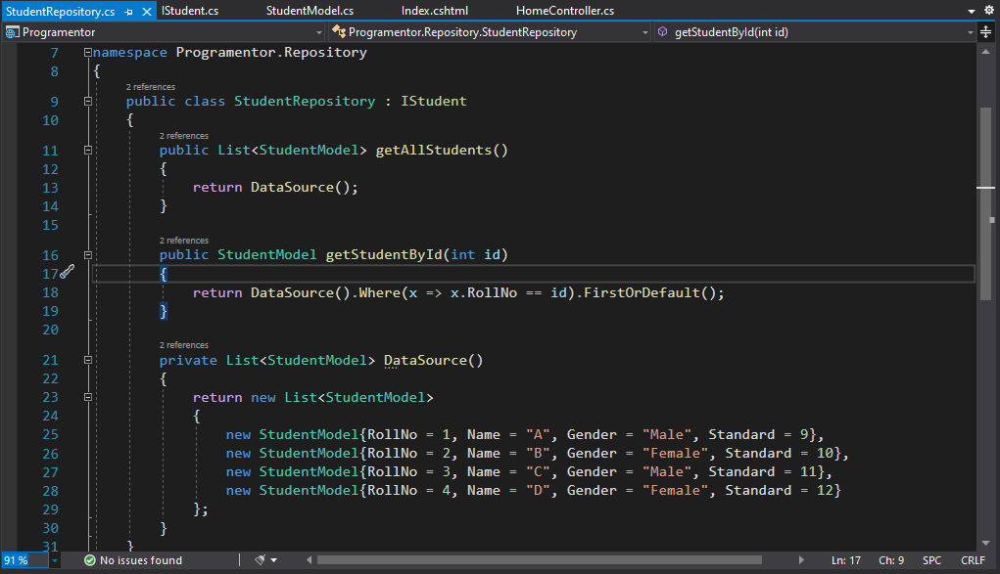 StudentRepository.cs IStudent.cs StudentModel.cs Index.cshtml HomeController.cs
Programentor Programentor.Repository.StudentRepository getStudentById(int id)
7 namespace Programentor.Repository
8 {
2 references
9 public class StudentRepository : IStudent
10 {
2 references
11 public List<StudentModel> getAllStudents()
12 {
13 return DataSource();
14 }
15
2 references
16 public StudentModel getStudentById(int id)
17 {
18 return DataSource().Where(x => x.RollNo == id).FirstOrDefault();
19 }
20
2 references
21 private List<StudentModel> DataSource()
22 {
23 return new List<StudentModel>
24 {
25 new StudentModel{RollNo = 1, Name = "A", Gender = "Male", Standard = 9},
26 new StudentModel{RollNo = 2, Name = "B", Gender = "Female", Standard = 10},
27 new StudentModel{RollNo = 3, Name = "C", Gender = "Male", Standard = 11},
28 new StudentModel{RollNo = 4, Name = "D", Gender = "Female", Standard = 12}
29 };
30 }
31 }
91 % No issues found Ln: 17 Ch: 9 SPC CRLF